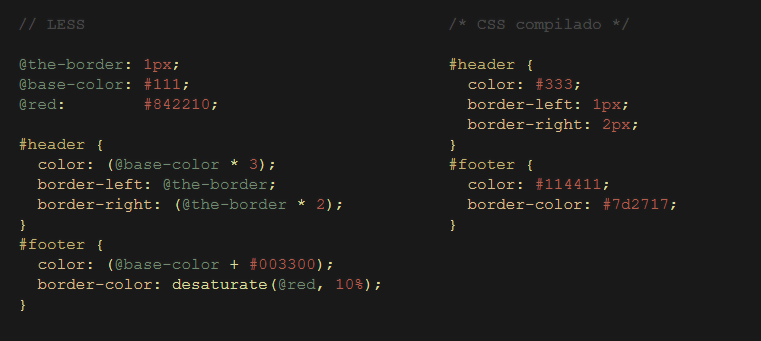 // LESS
@the-border: 1px;
@base-color: #111;
@red:        #842210;
#header {
  color: (@base-color * 3);
  border-left: @the-border;
  border-right: (@the-border * 2);
}
#footer {
  color: (@base-color + #003300);
  border-color: desaturate(@red, 10%);
}
/* CSS compilado */
#header {
  color: #333;
  border-left: 1px;
  border-right: 2px;
}
#footer {
  color: #114411;
  border-color: #7d2717;
}